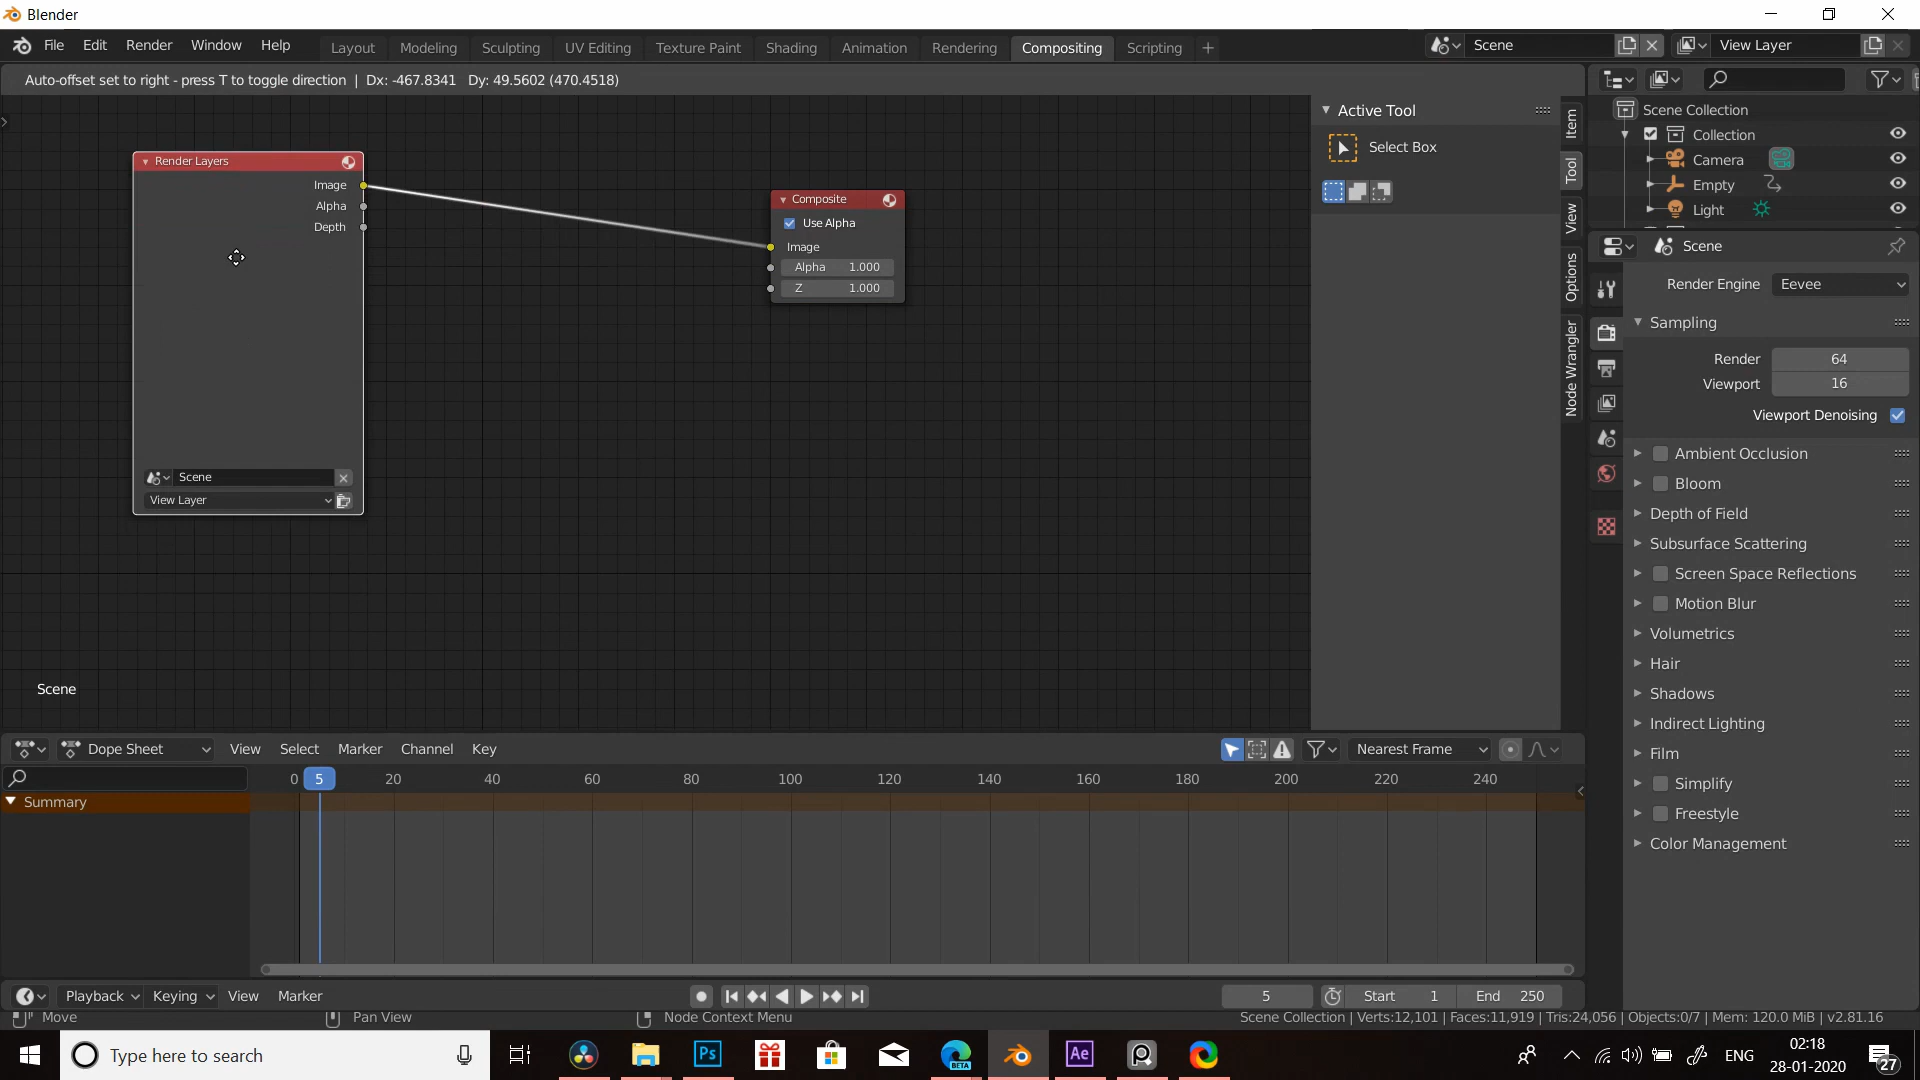 Blender
File Edit Render Window Help
Layout Modeling Sculpting UV Editing Texture Paint Shading Animation Rendering Compositing Scripting +
Scene
View Layer
Auto-offset set to right - press T to toggle direction | Dx: -467.8341 Dy: 49.5602 (470.4518)
Render Layers
Image
Alpha
Depth
Scene
View Layer
Composite
Use Alpha
Image
Alpha 1.000
Z 1.000
Scene
Active Tool
Select Box
Item
Tool
View
Options
Node Wrangler
Scene Collection
Collection
Camera
Empty
Light
Scene
Render Engine Eevee
Sampling
Render 64
Viewport 16
Viewport Denoising
Ambient Occlusion
Bloom
Depth of Field
Subsurface Scattering
Screen Space Reflections
Motion Blur
Volumetrics
Hair
Shadows
Indirect Lighting
Film
Simplify
Freestyle
Color Management
Dope Sheet View Select Marker Channel Key
Nearest Frame
0 5 20 40 60 80 100 120 140 160 180 200 220 240
Summary
Playback Keying View Marker
5 Start 1 End 250
Move Pan View Node Context Menu
Scene Collection | Verts:12,101 | Faces:11,919 | Tris:24,056 | Objects:0/7 | Mem: 120.0 MiB | v2.81.16
Type here to search
Ps
BETA
Ae
ENG
02:18
28-01-2020
27